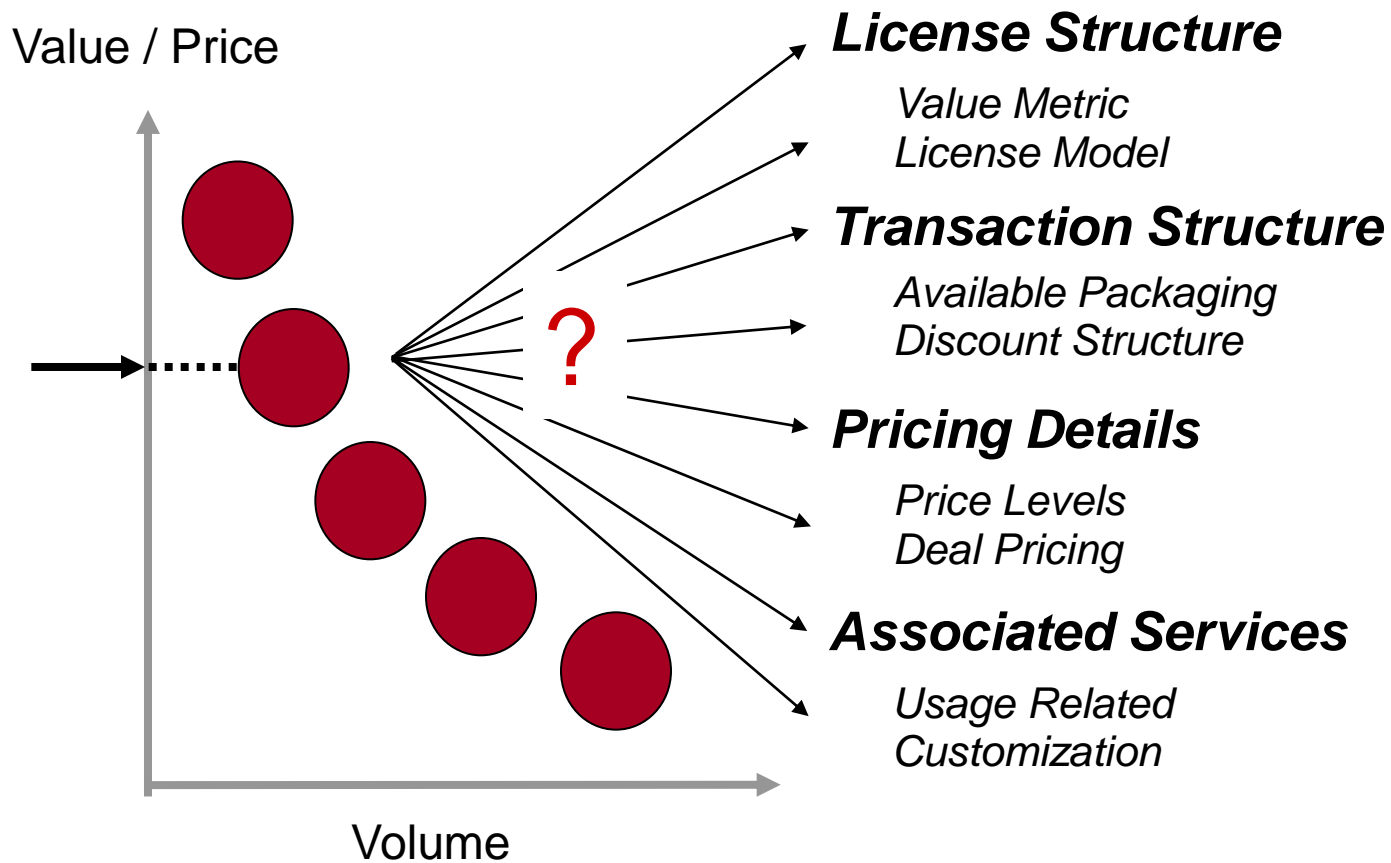 Value / Price
License Structure
Value Metric
License Model
Transaction Structure
Available Packaging
Discount Structure
?
Pricing Details
Price Levels
Deal Pricing
Associated Services
Usage Related
Customization
Volume